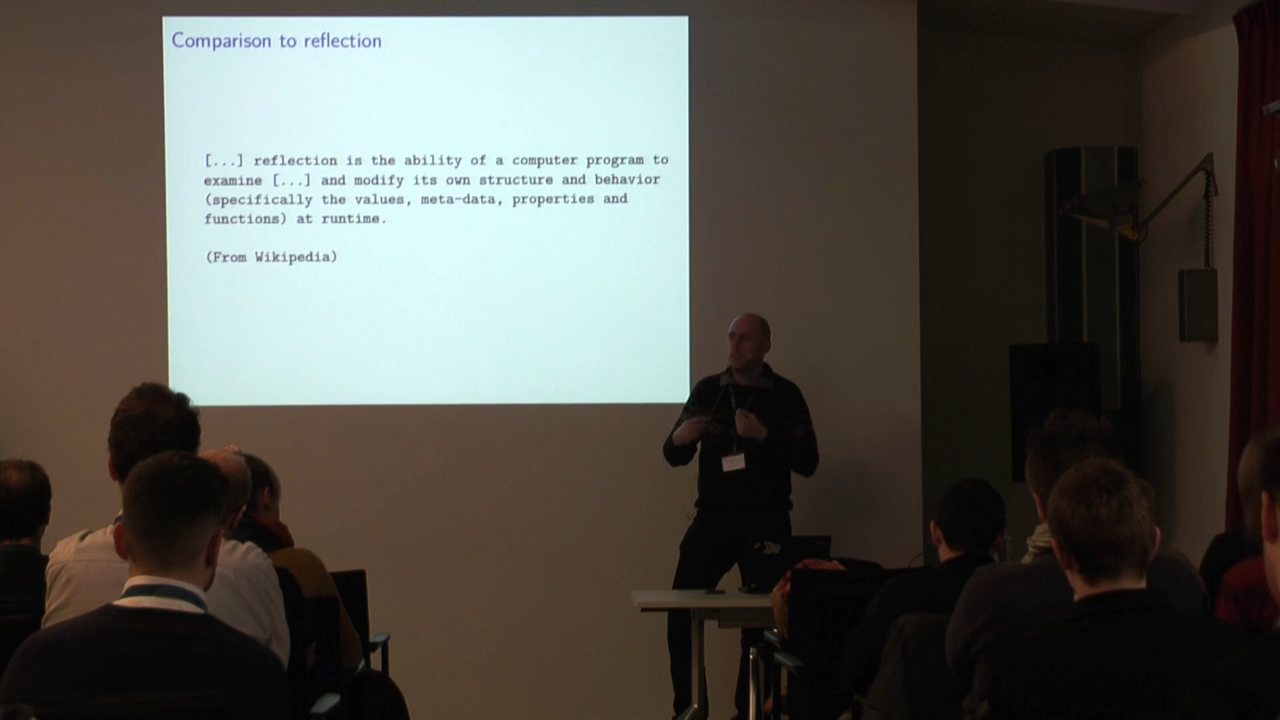 Comparison to reflection
[...] reflection is the ability of a computer program to
examine [...] and modify its own structure and behavior
(specifically the values, meta-data, properties and
functions) at runtime.
(From Wikipedia)